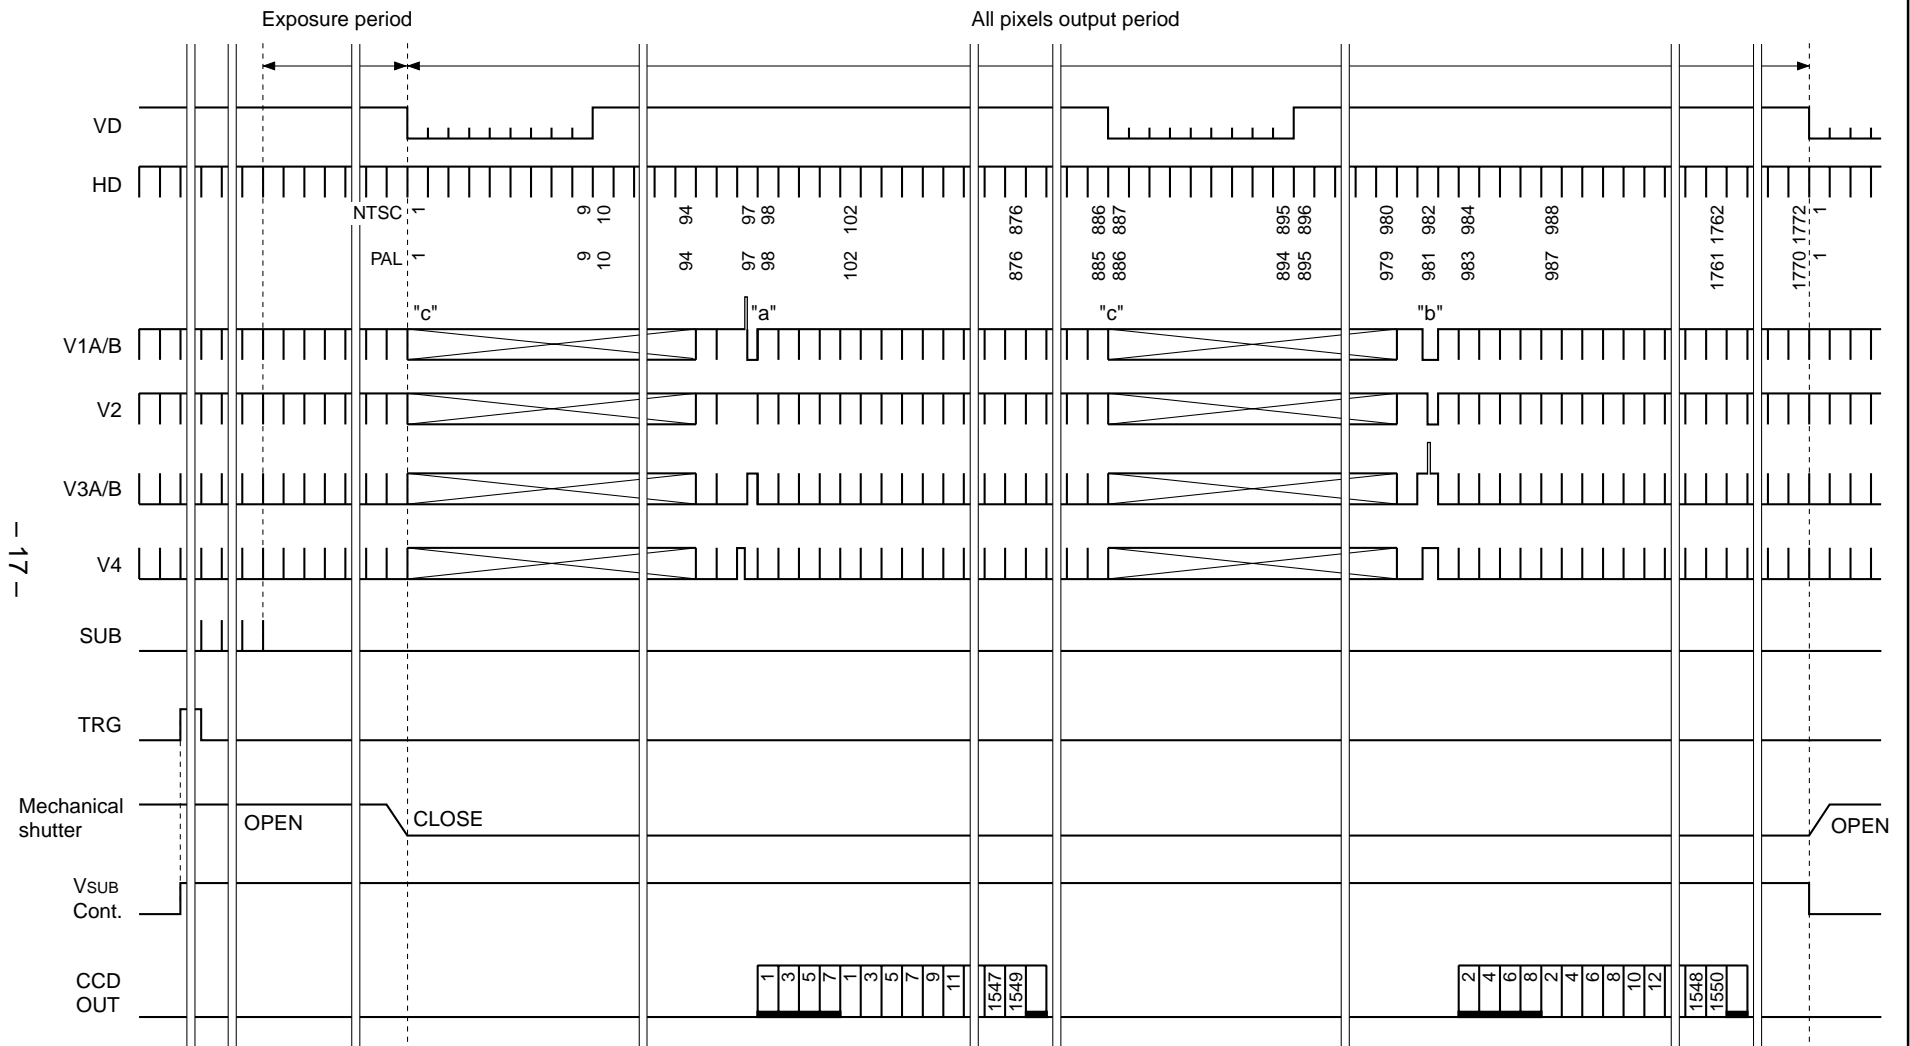 Exposure period
All pixels output period
VD
HD
NTSC 1 9 10 94 97 98 102 876 886 887 895 896 980 982 984 988 1762 1772 1
PAL 1 9 10 94 97 98 102 876 885 886 894 895 979 981 983 987 1761 1770 1
"c" "a" "c" "b"
V1A/B
V2
V3A/B
– 17 –
V4
SUB
TRG
Mechanical
shutter
OPEN CLOSE OPEN
VSUB
Cont.
CCD
OUT
1 3 5 7 1 3 5 7 9 11 1547 1549 2 4 6 8 2 4 6 8 10 12 1548 1550